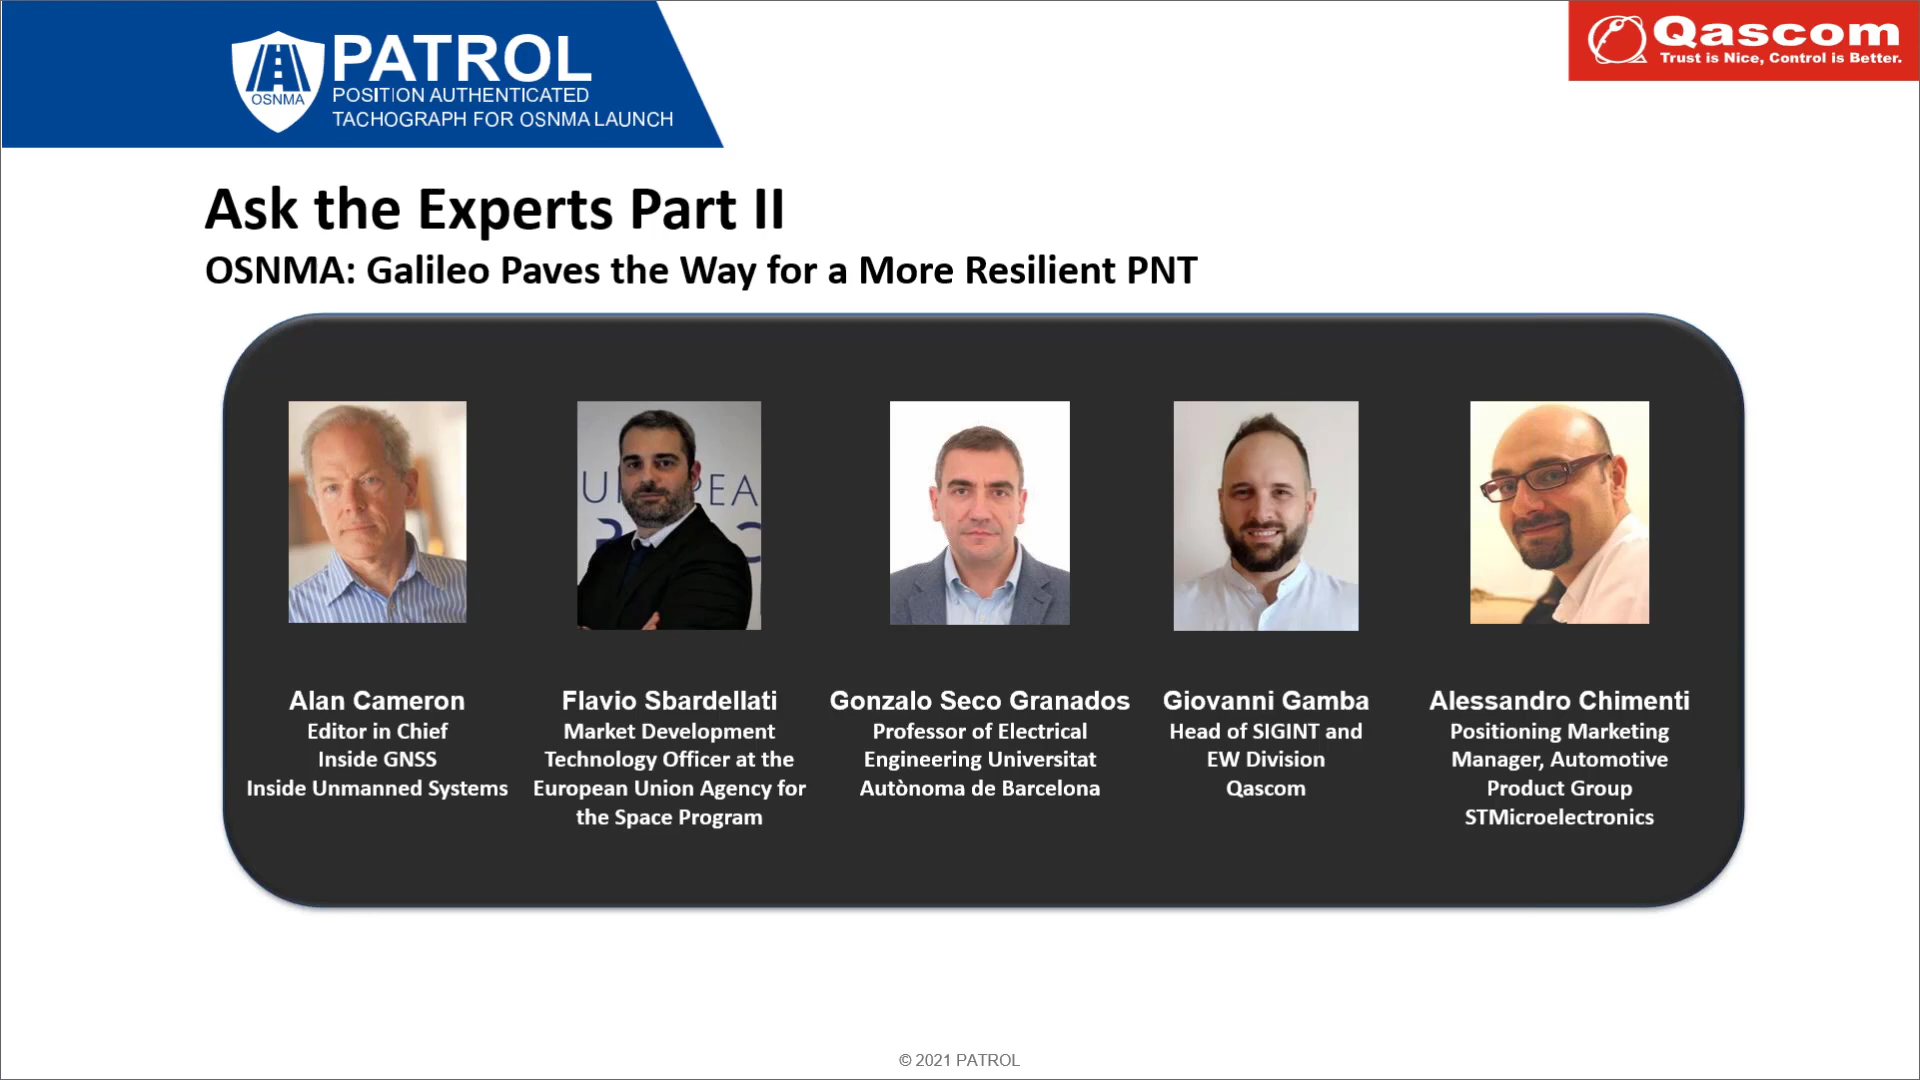 PATROL
OSNMA
POSITION AUTHENTICATED
TACHOGRAPH FOR OSNMA LAUNCH
Qascom
Trust is Nice, Control is Better.
Ask the Experts Part II
OSNMA: Galileo Paves the Way for a More Resilient PNT
Alan Cameron
Editor in Chief
Inside GNSS
Inside Unmanned Systems
Flavio Sbardellati
Market Development
Technology Officer at the
European Union Agency for
the Space Program
Gonzalo Seco Granados
Professor of Electrical
Engineering Universitat
Autònoma de Barcelona
Giovanni Gamba
Head of SIGINT and
EW Division
Qascom
Alessandro Chimenti
Positioning Marketing
Manager, Automotive
Product Group
STMicroelectronics
© 2021 PATROL